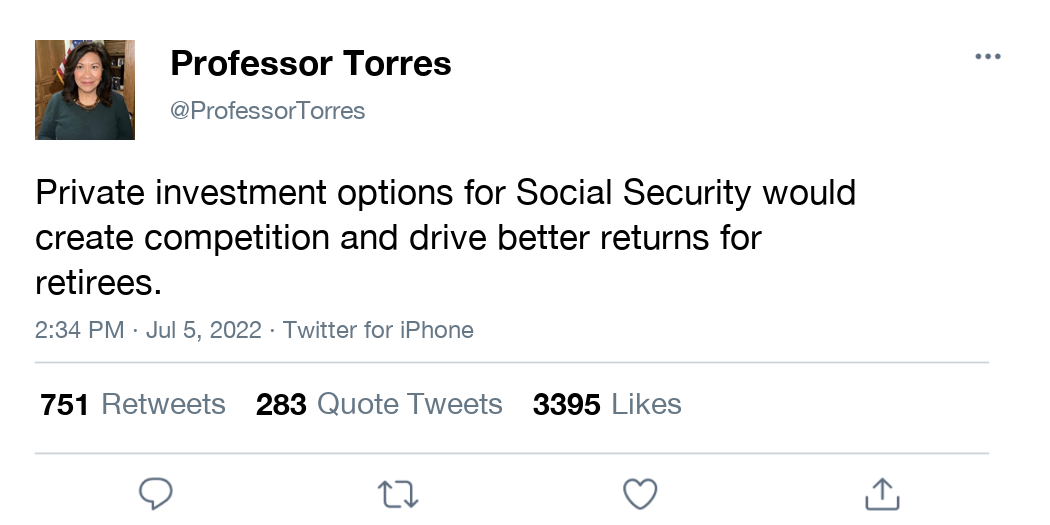 Professor Torres
@ProfessorTorres
Private investment options for Social Security would
create competition and drive better returns for
retirees.
2:34 PM · Jul 5, 2022 · Twitter for iPhone
751 Retweets 283 Quote Tweets 3395 Likes